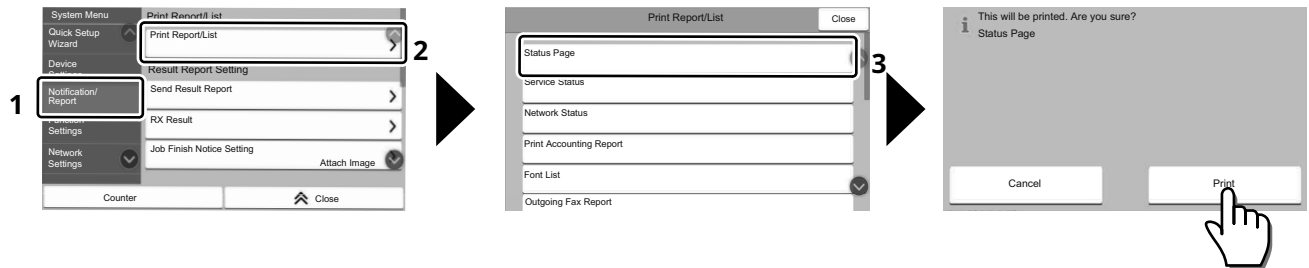 System Menu
Quick Setup
Wizard
Device
Settings
1
Notification/
Report
Function
Settings
Network
Settings
Print Report/List
Print Report/List
2
Result Report Setting
Send Result Report
RX Result
Job Finish Notice Setting
Attach Image
Counter
Close
Print Report/List
Close
Status Page
3
Service Status
Network Status
Print Accounting Report
Font List
Outgoing Fax Report
This will be printed. Are you sure?
Status Page
Cancel
Print